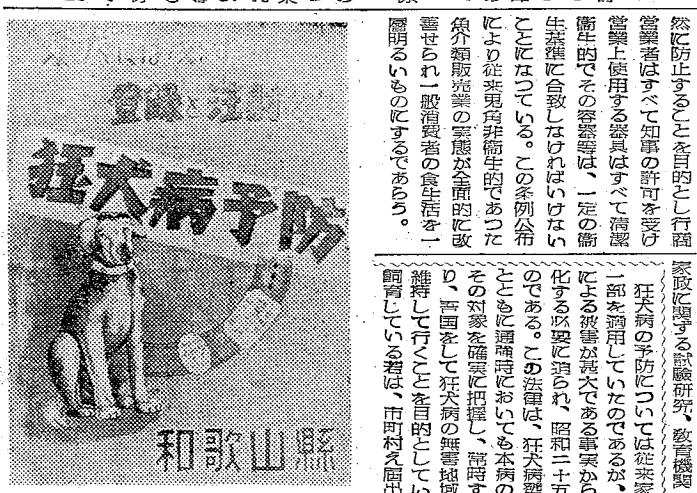 然に防止することを目的とし行商
営業者はすべて知事の許可を受け
営業上使用する器具はすべて清潔
衛生的でその容器等は、一定の衛
生基準に合致しなければいけない
ことになつている。この条例公布
により従来兎角非衛生的であつた
魚介類販売業の実態が全面的に改
善せられ一般消費者の食生活を一
層明るいものにするであらう。
家政に関する試験研究、教育機関
狂犬病の予防については従来家
一部を適用していたのであるが、
による被害が甚大である事実から
化する必要に迫られ、昭和二十五
のである。この法律は、狂犬病
とともに通強時においても本病の
その対象を確実に把握し、常時す
り、吾国をして狂犬病の無害地域
維持して行くことを目的としてい
飼育している者は、市町村え届出
登録と注射
狂犬病予防
和歌山縣